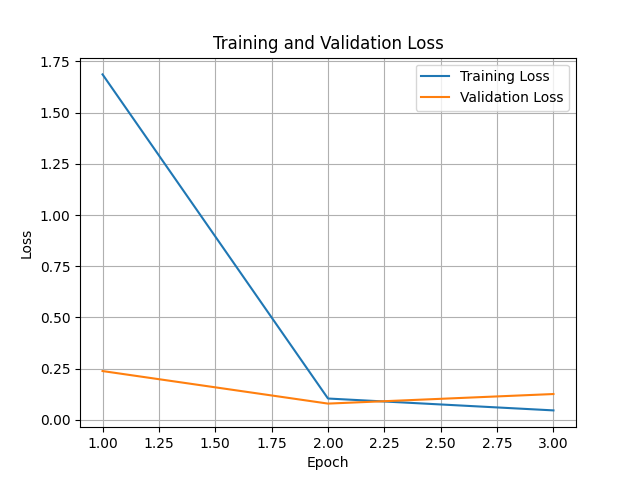 Training and Validation Loss
Training Loss
Validation Loss
1.75
1.50
1.25
1.00
0.75
0.50
0.25
0.00
Loss
1.00 1.25 1.50 1.75 2.00 2.25 2.50 2.75 3.00
Epoch